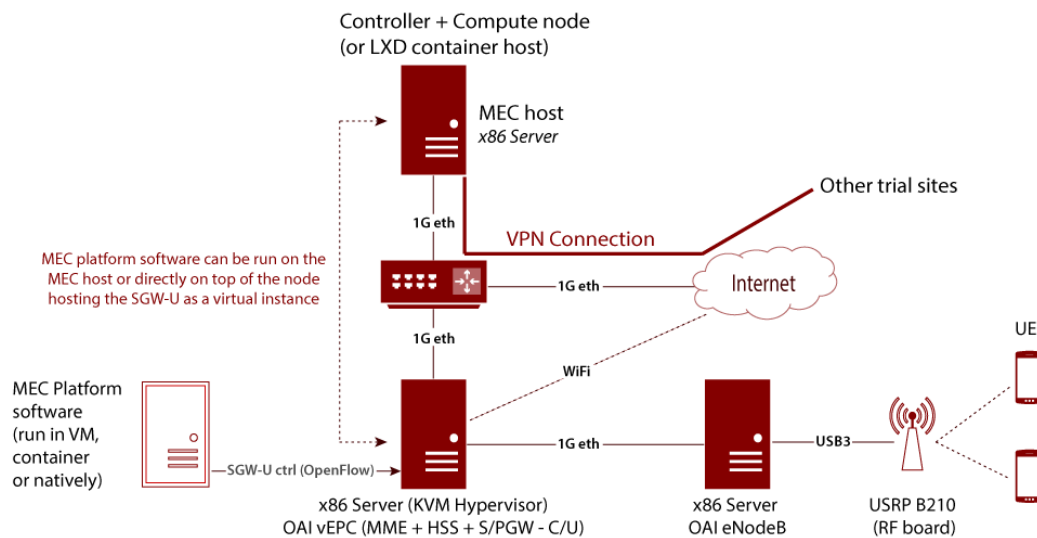 Controller + Compute node
(or LXD container host)
MEC host
x86 Server
Other trial sites
1G eth
VPN Connection
MEC platform software can be run on the
MEC host or directly on top of the node
hosting the SGW-U as a virtual instance
1G eth
Internet
1G eth
UE
WiFi
MEC Platform
software
(run in VM,
container
or natively)
1G eth
USB3
SGW-U ctrl (OpenFlow)
x86 Server (KVM Hypervisor)
OAI vEPC (MME + HSS + S/PGW - C/U)
x86 Server
OAI eNodeB
USRP B210
(RF board)